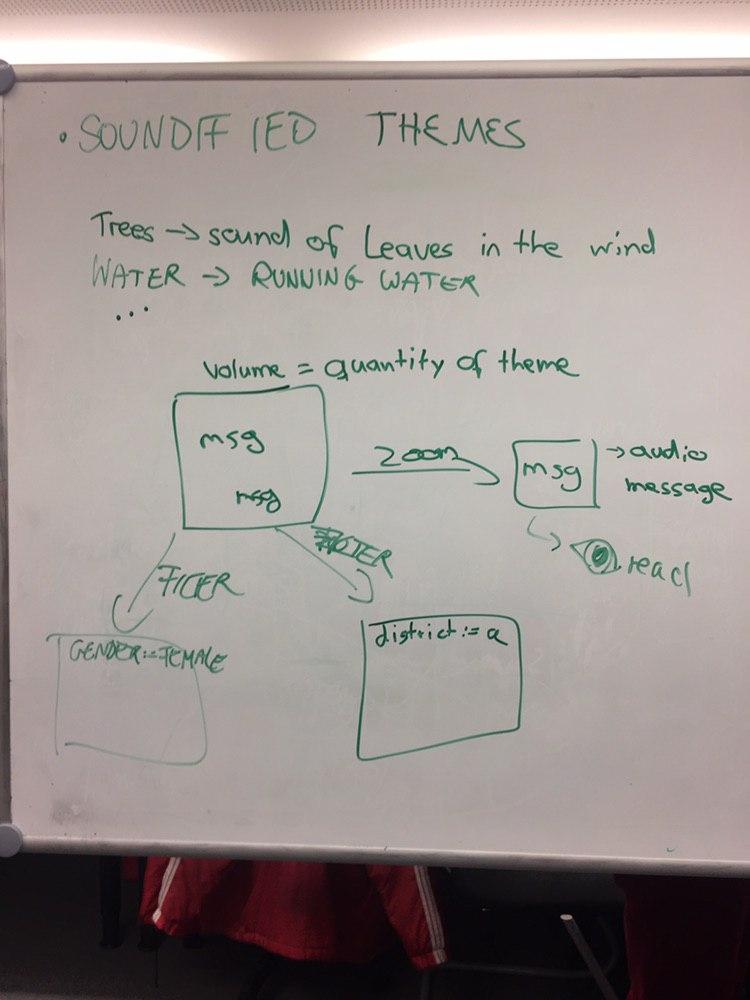 • SOUNDIFIED THEMES
Trees → sound of Leaves in the wind
WATER → RUNNING WATER
...
volume = quantity of theme
msg
msg
zoom
msg
→ audio
message
read
FILTER
GENDER:=FEMALE
district:= a